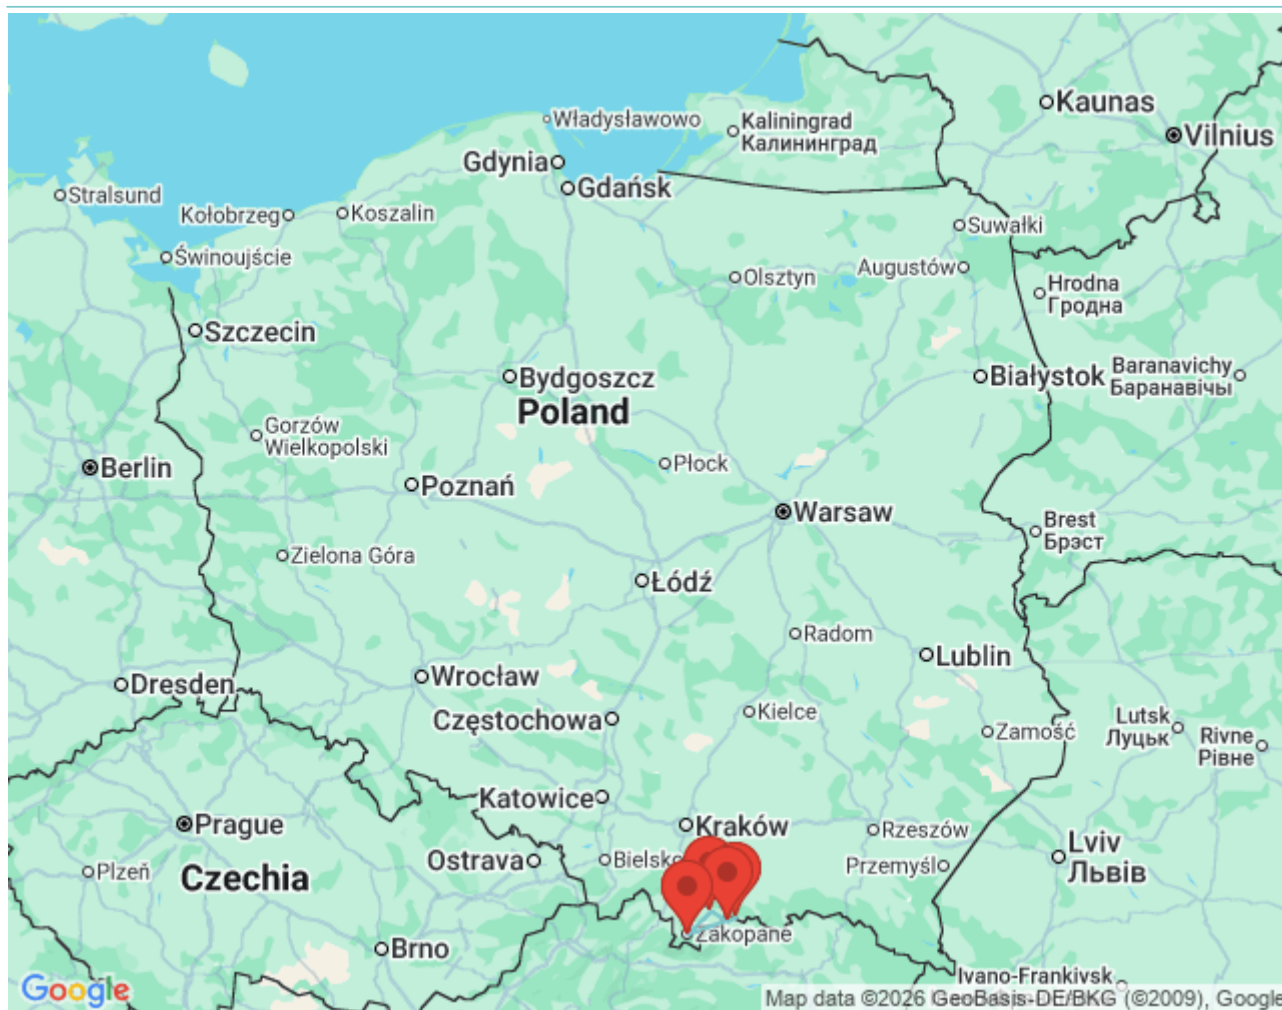 Władysławowo
Kaliningrad
Калининград
Kaunas
Vilnius
Gdynia
Gdańsk
Stralsund
Kołobrzeg
Koszalin
Świnoujście
Suwałki
Augustów
Olsztyn
Hrodna
Гродна
Szczecin
Bydgoszcz
Białystok
Baranavichy
Баранавічы
Poland
Gorzów
Wielkopolski
Berlin
Płock
Poznań
Warsaw
Brest
Брэст
Zielona Góra
Łódź
Radom
Lublin
Dresden
Wrocław
Częstochowa
Kielce
Zamość
Lutsk
Луцьк
Rivne
Рівне
Katowice
Prague
Kraków
Rzeszów
Plzeň
Czechia
Ostrava
Bielsko
Przemyśl
Lviv
Львів
Zakopane
Brno
Ivano-Frankivsk
Google
Map data ©2026 GeoBasis-DE/BKG (©2009), Google